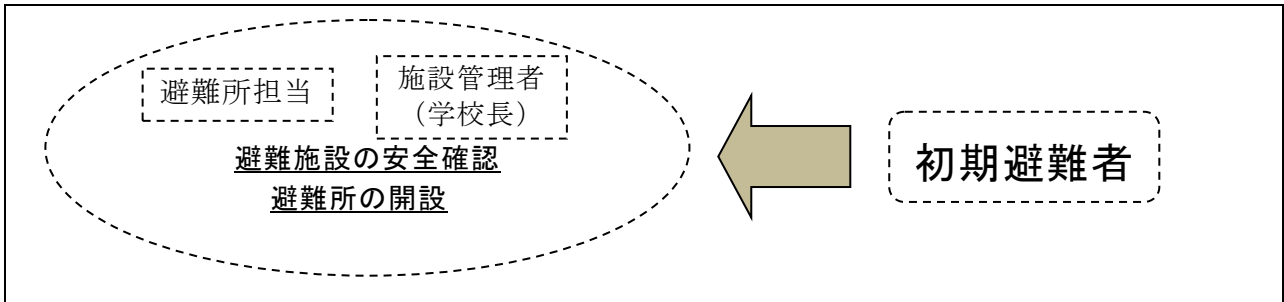 避難所担当
施設管理者
（学校長）
避難施設の安全確認
避難所の開設
初期避難者